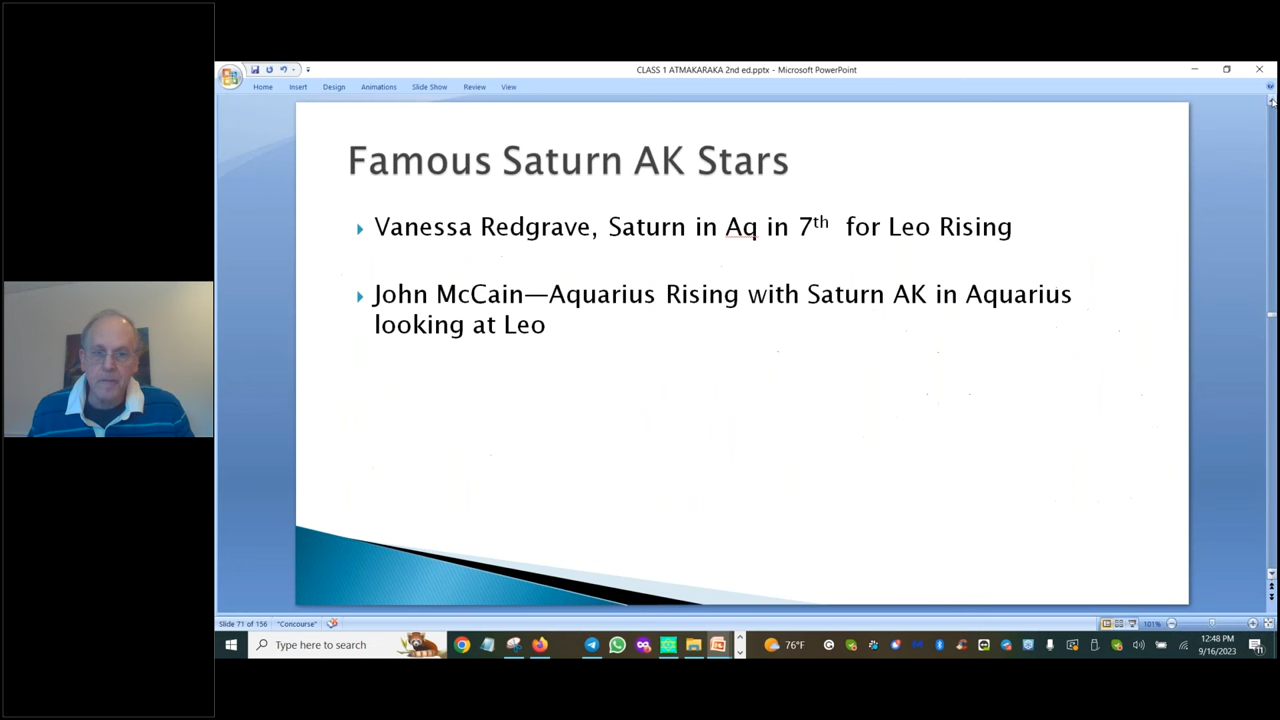 CLASS 1 ATMAKARAKA 2nd ed.pptx - Microsoft PowerPoint
Home Insert Design Animations Slide Show Review View
Famous Saturn AK Stars
Vanessa Redgrave, Saturn in Aq in 7th for Leo Rising
John McCain—Aquarius Rising with Saturn AK in Aquarius
looking at Leo
Slide 71 of 156 "Concourse" 101%
Type here to search 76°F 12:48 PM
9/16/2023